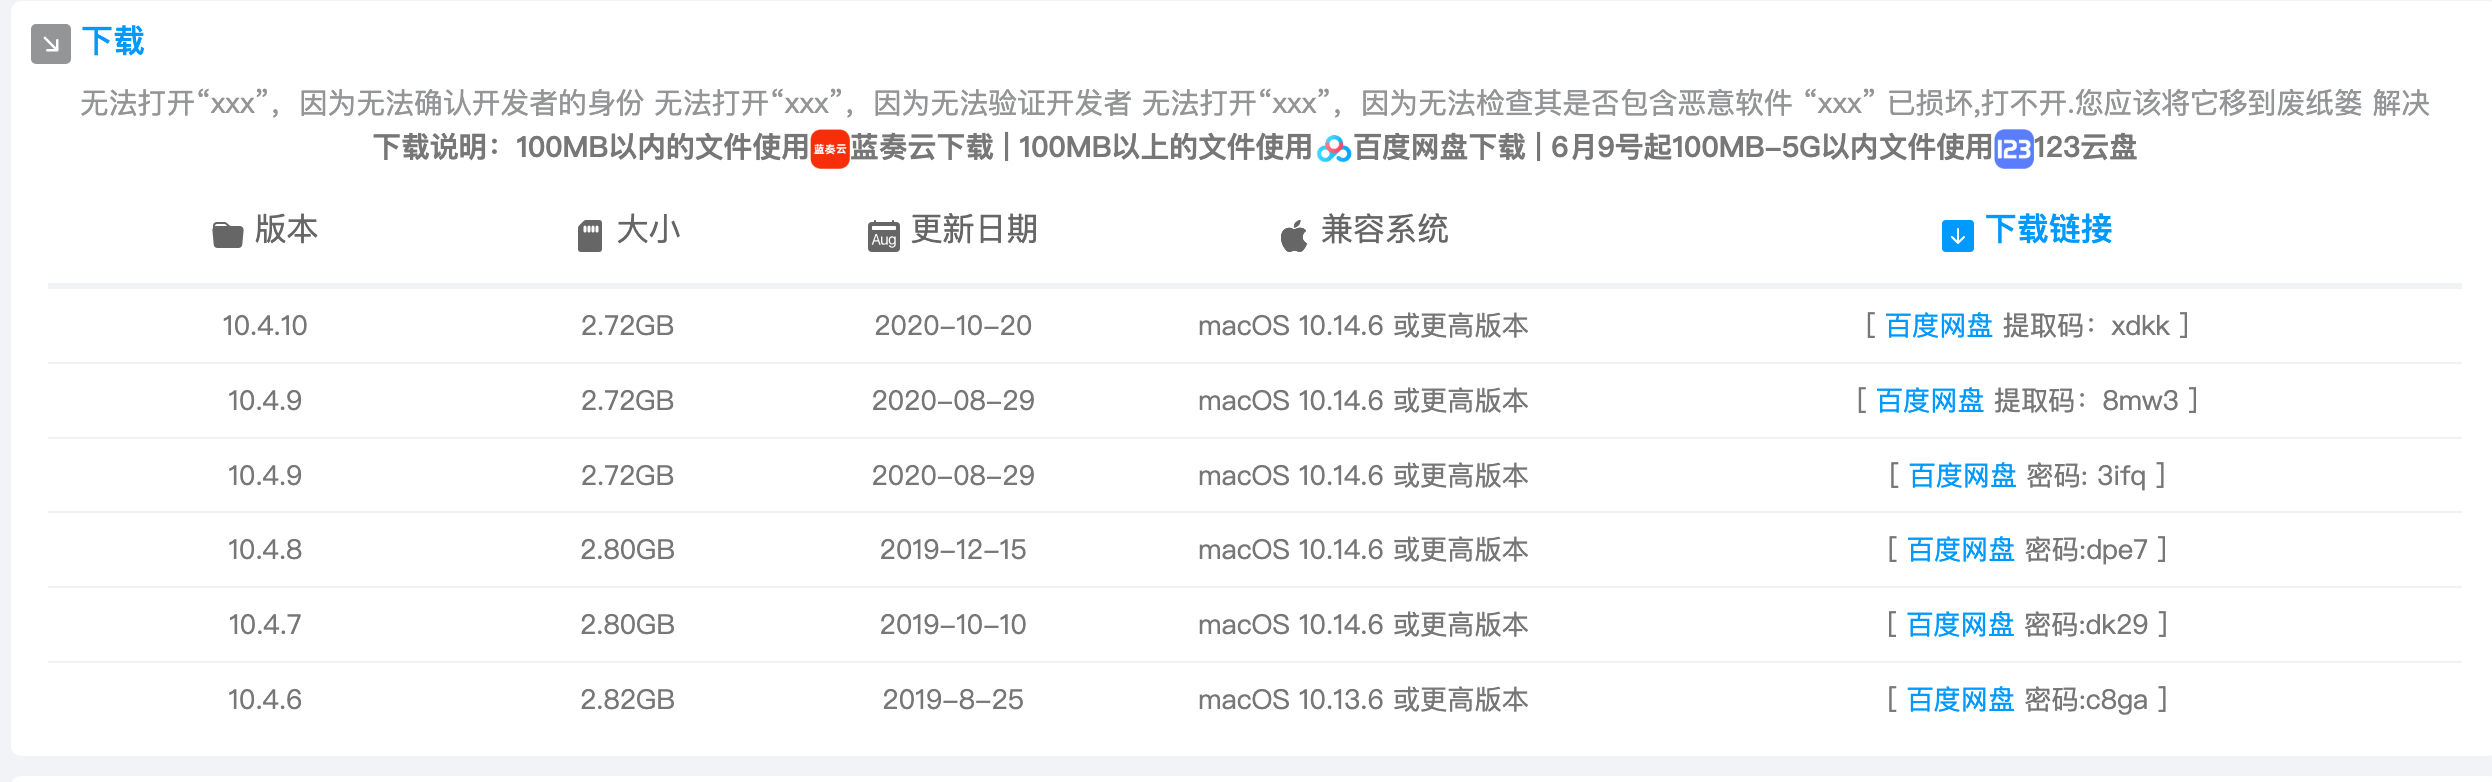 下载
无法打开“xxx”，因为无法确认开发者的身份 无法打开“xxx”，因为无法验证开发者 无法打开“xxx”，因为无法检查其是否包含恶意软件 “xxx” 已损坏,打不开.您应该将它移到废纸篓 解决
下载说明：100MB以内的文件使用蓝奏云蓝奏云下载 | 100MB以上的文件使用百度网盘下载 | 6月9号起100MB-5G以内文件使用123123云盘
版本 大小 Aug 更新日期 兼容系统 下载链接
10.4.10 2.72GB 2020-10-20 macOS 10.14.6 或更高版本 [ 百度网盘 提取码：xdkk ]
10.4.9 2.72GB 2020-08-29 macOS 10.14.6 或更高版本 [ 百度网盘 提取码：8mw3 ]
10.4.9 2.72GB 2020-08-29 macOS 10.14.6 或更高版本 [ 百度网盘 密码: 3ifq ]
10.4.8 2.80GB 2019-12-15 macOS 10.14.6 或更高版本 [ 百度网盘 密码:dpe7 ]
10.4.7 2.80GB 2019-10-10 macOS 10.14.6 或更高版本 [ 百度网盘 密码:dk29 ]
10.4.6 2.82GB 2019-8-25 macOS 10.13.6 或更高版本 [ 百度网盘 密码:c8ga ]